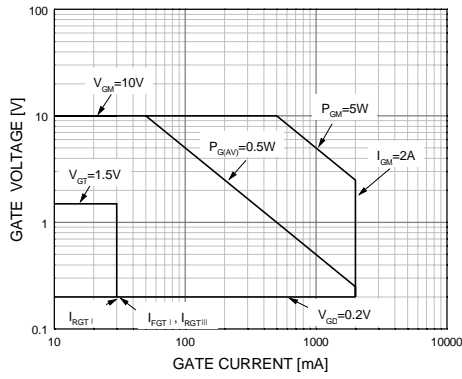 100
10
1
0.1
GATE VOLTAGE [V]
V_GM=10V
P_GM=5W
P_G(AV)=0.5W
I_GM=2A
V_GT=1.5V
I_RGT I
I_FGT I , I_RGT III
V_GD=0.2V
10
100
1000
10000
GATE CURRENT [mA]